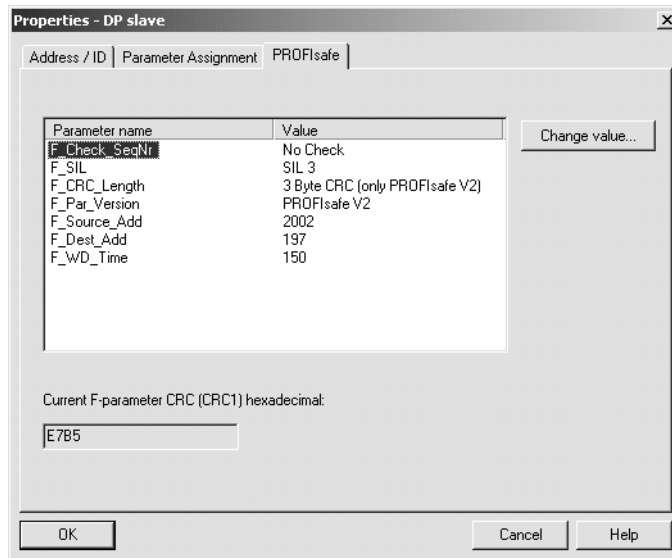 Properties - DP slave
Address / ID Parameter Assignment PROFIsafe
Parameter name Value
F_Check_SeqNr No Check
F_SIL SIL 3
F_CRC_Length 3 Byte CRC (only PROFIsafe V2)
F_Par_Version PROFIsafe V2
F_Source_Add 2002
F_Dest_Add 197
F_WD_Time 150
Change value...
Current F-parameter CRC (CRC1) hexadecimal:
E7B5
OK Cancel Help